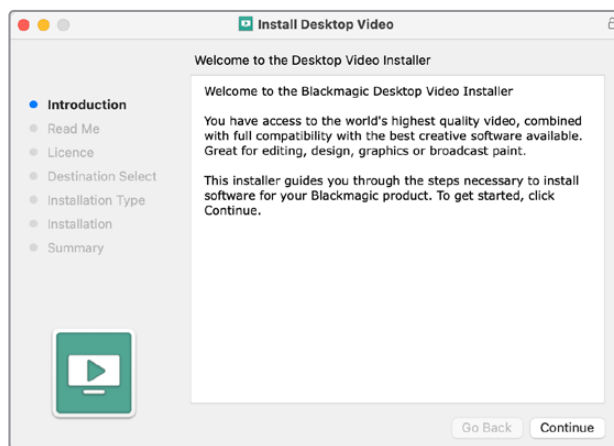 Install Desktop Video
Welcome to the Desktop Video Installer
Introduction
Read Me
Licence
Destination Select
Installation Type
Installation
Summary
Welcome to the Blackmagic Desktop Video Installer
You have access to the world's highest quality video, combined
with full compatibility with the best creative software available.
Great for editing, design, graphics or broadcast paint.
This installer guides you through the steps necessary to install
software for your Blackmagic product. To get started, click
Continue.
Go Back
Continue